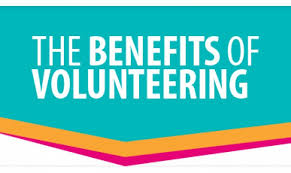 THE BENEFITS OF
VOLUNTEERING